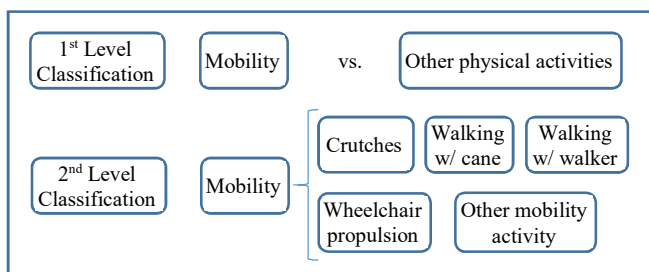 1st Level
Classification
Mobility
vs.
Other physical activities
2nd Level
Classification
Mobility
Crutches
Walking
w/ cane
Walking
w/ walker
Wheelchair
propulsion
Other mobility
activity